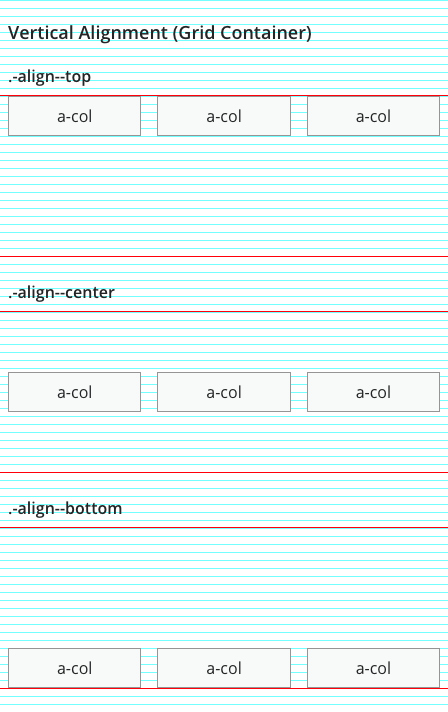 Vertical Alignment (Grid Container)
.-align--top
a-col a-col a-col
.-align--center
a-col a-col a-col
.-align--bottom
a-col a-col a-col